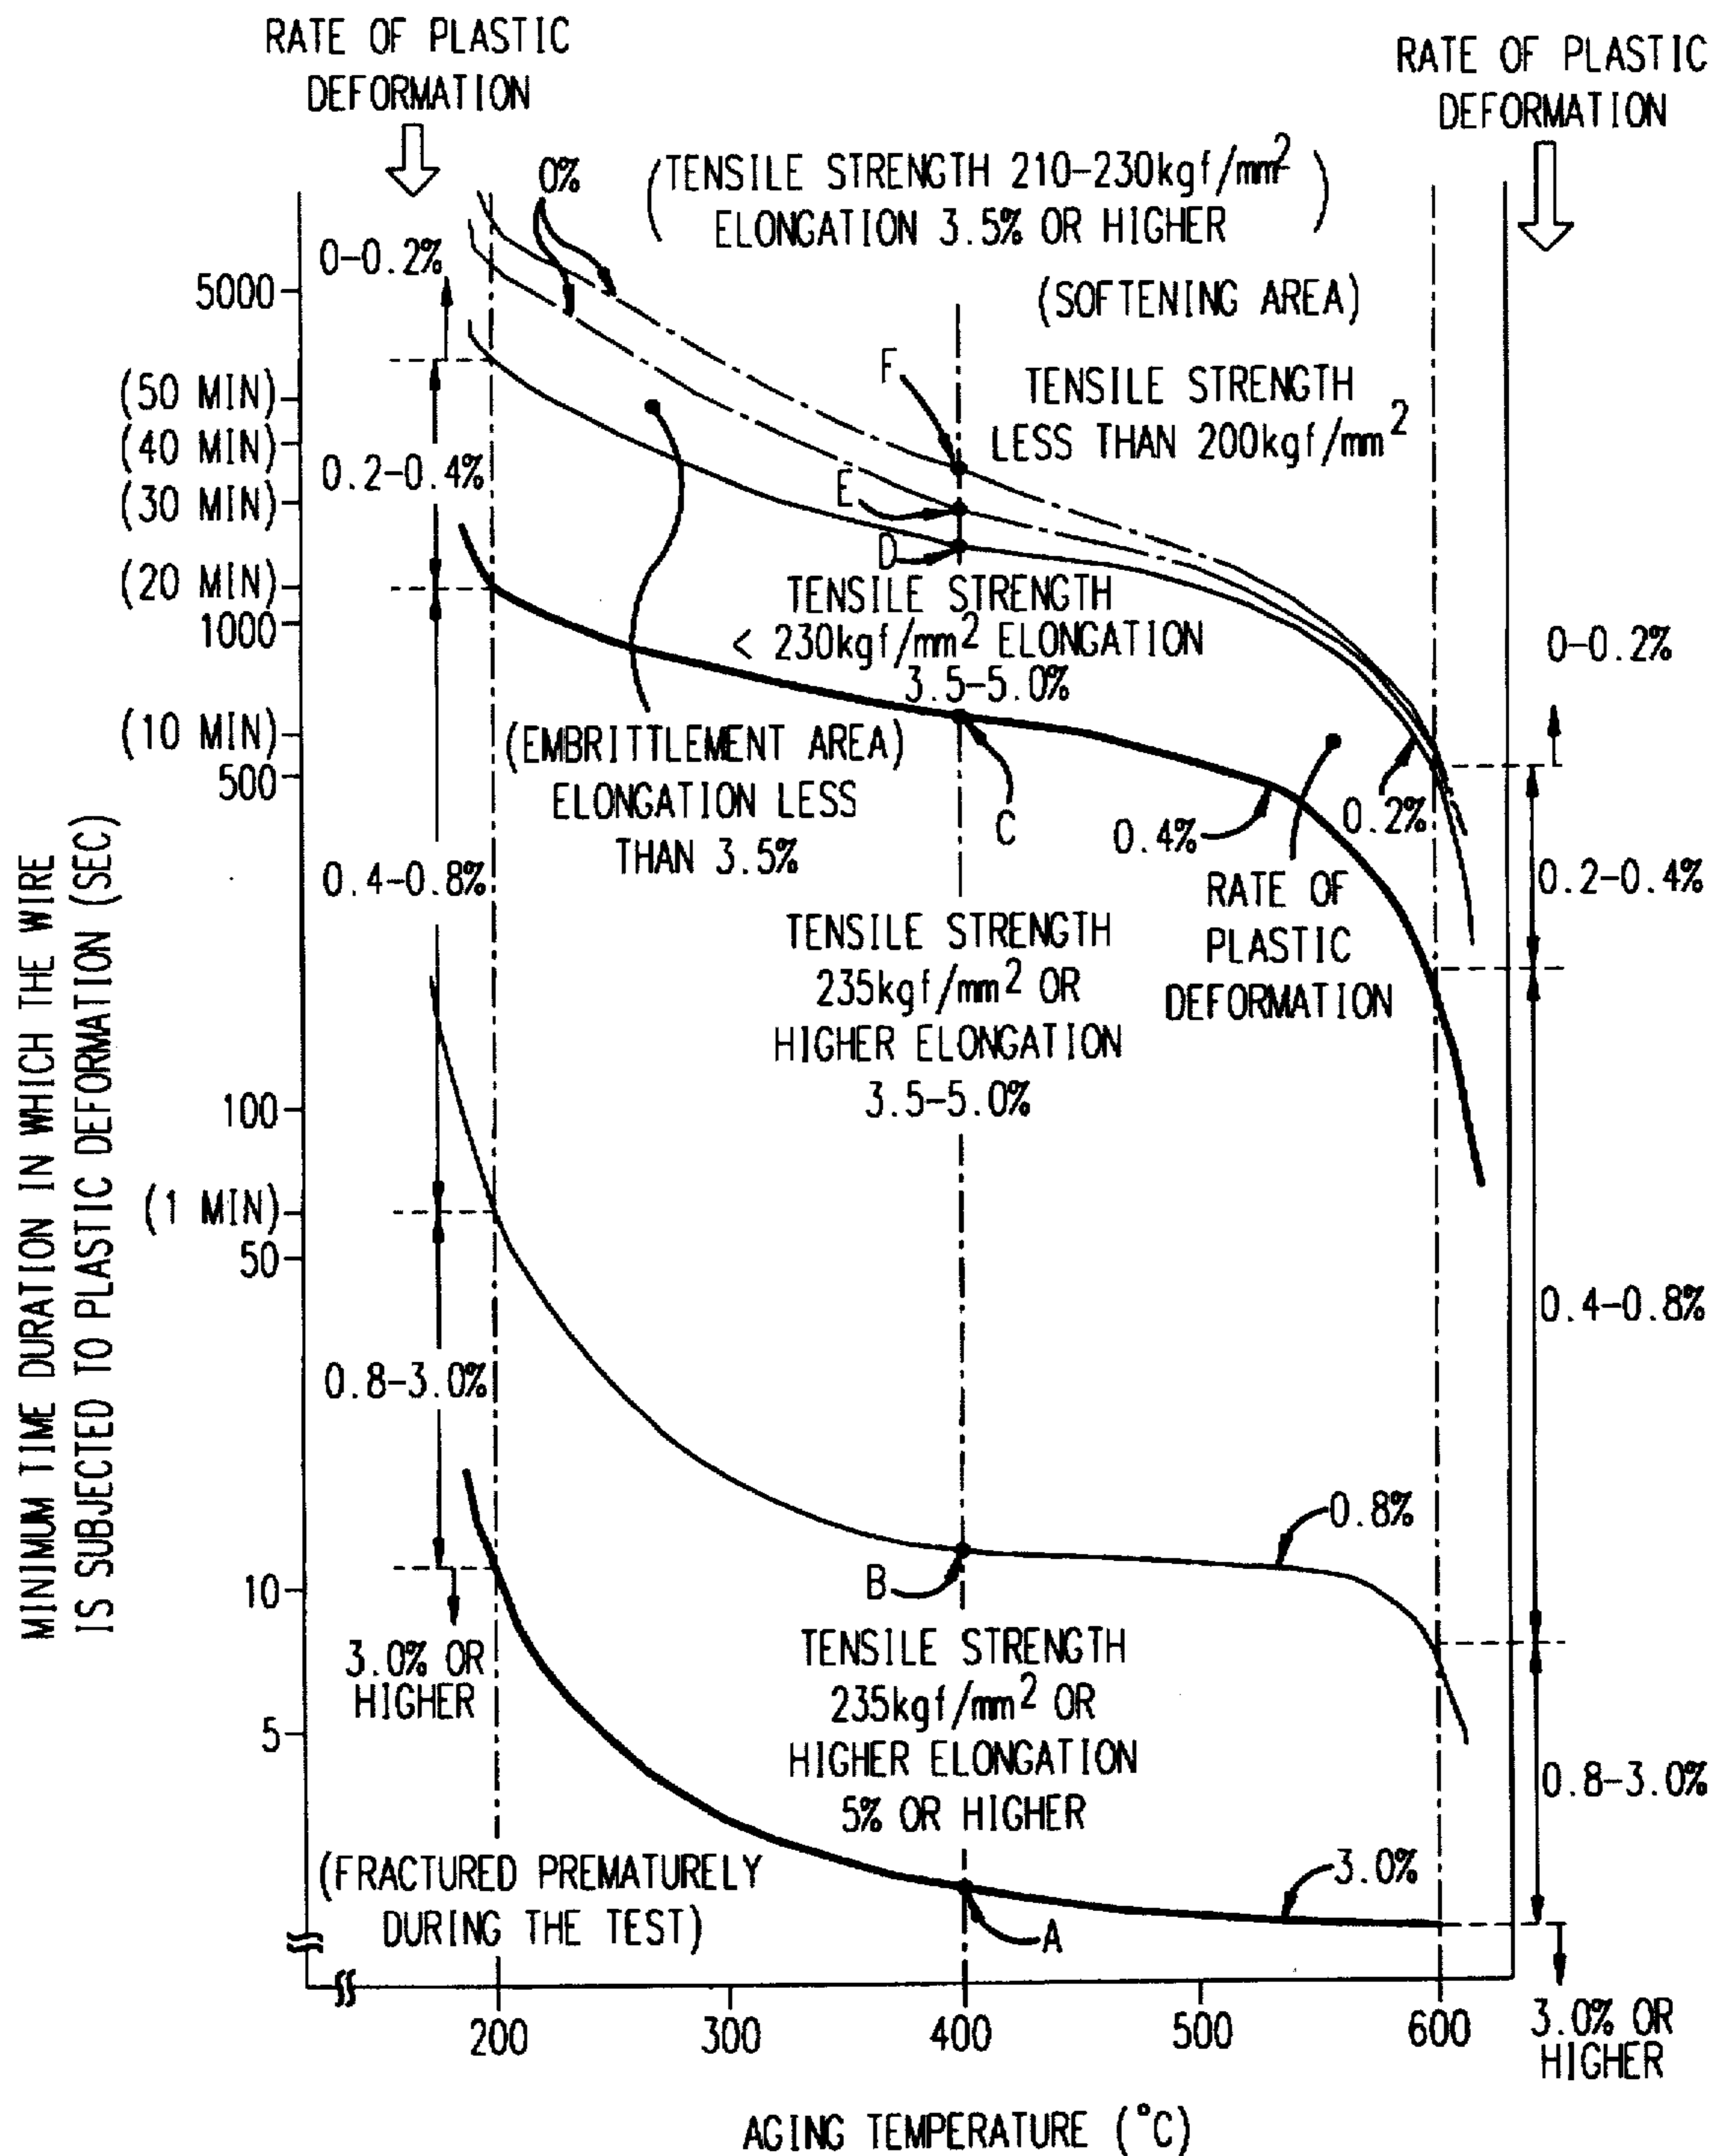 RATE OF PLASTIC
DEFORMATION
RATE OF PLASTIC
DEFORMATION
0%
(TENSILE STRENGTH 210-230kgf/mm2
ELONGATION 3.5% OR HIGHER)
0-0.2%
(SOFTENING AREA)
5000
F
TENSILE STRENGTH
LESS THAN 200kgf/mm2
(50 MIN)
(40 MIN)
0.2-0.4%
E
(30 MIN)
D
(20 MIN)
TENSILE STRENGTH
< 230kgf/mm2 ELONGATION
3.5-5.0%
1000
0-0.2%
(10 MIN)
(EMBRITTLEMENT AREA)
ELONGATION LESS
THAN 3.5%
500
C
0.4%
0.2%
0.4-0.8%
RATE OF
PLASTIC
DEFORMATION
0.2-0.4%
TENSILE STRENGTH
235kgf/mm2 OR
HIGHER ELONGATION
3.5-5.0%
MINIMUM TIME DURATION IN WHICH THE WIRE
IS SUBJECTED TO PLASTIC DEFORMATION (SEC)
100
(1 MIN)
50
0.4-0.8%
0.8-3.0%
0.8%
B
10
3.0% OR
HIGHER
TENSILE STRENGTH
235kgf/mm2 OR
HIGHER ELONGATION
5% OR HIGHER
5
0.8-3.0%
(FRACTURED PREMATURELY
DURING THE TEST)
3.0%
A
200
300
400
500
600
3.0% OR
HIGHER
AGING TEMPERATURE (°C)